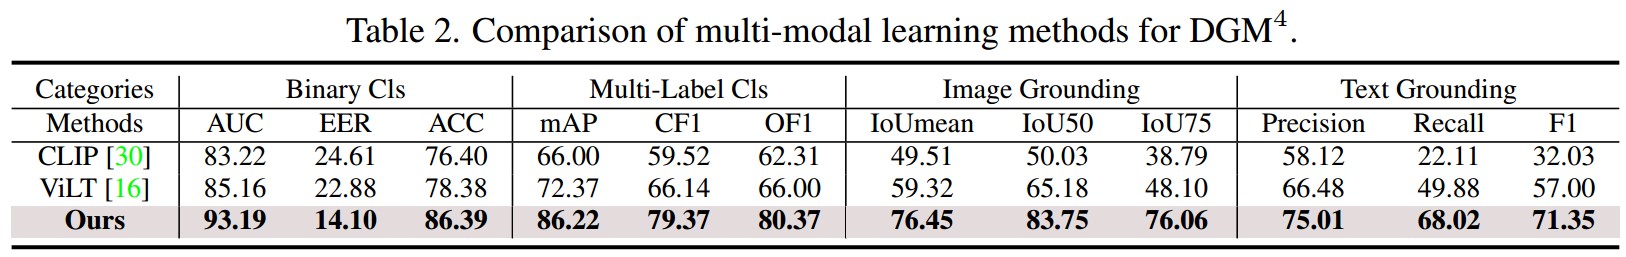 Table 2. Comparison of multi-modal learning methods for DGM⁴.
Categories Binary Cls Multi-Label Cls Image Grounding Text Grounding
Methods AUC EER ACC mAP CF1 OF1 IoUmean IoU50 IoU75 Precision Recall F1
CLIP [30] 83.22 24.61 76.40 66.00 59.52 62.31 49.51 50.03 38.79 58.12 22.11 32.03
ViLT [16] 85.16 22.88 78.38 72.37 66.14 66.00 59.32 65.18 48.10 66.48 49.88 57.00
Ours 93.19 14.10 86.39 86.22 79.37 80.37 76.45 83.75 76.06 75.01 68.02 71.35